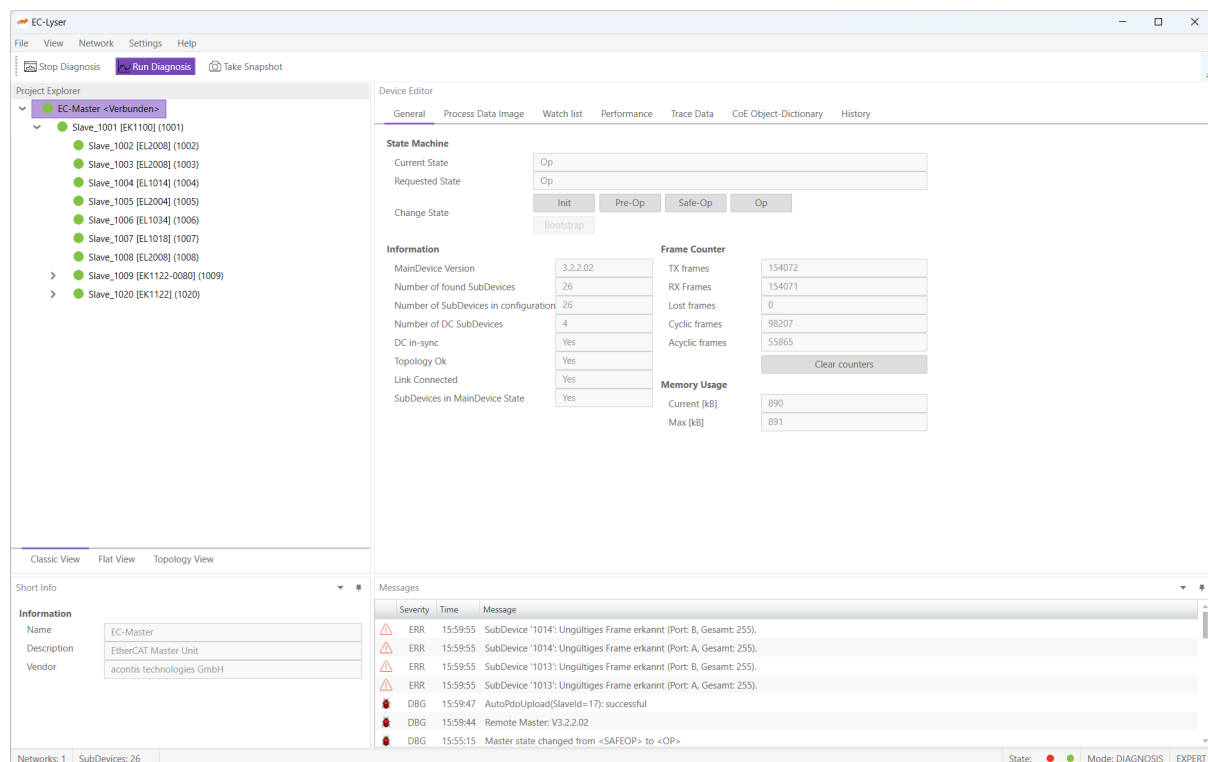 EC-Lyser
File View Network Settings Help
Stop Diagnosis Run Diagnosis Take Snapshot
Project Explorer
EC-Master <Verbunden>
Slave_1001 [EK1100] (1001)
Slave_1002 [EL2008] (1002)
Slave_1003 [EL2008] (1003)
Slave_1004 [EL1014] (1004)
Slave_1005 [EL2004] (1005)
Slave_1006 [EL1034] (1006)
Slave_1007 [EL1018] (1007)
Slave_1008 [EL2008] (1008)
Slave_1009 [EK1122-0080] (1009)
Slave_1020 [EK1122] (1020)
Classic View Flat View Topology View
Device Editor
General Process Data Image Watch list Performance Trace Data CoE Object-Dictionary History
State Machine
Current State Op
Requested State Op
Change State Init Pre-Op Safe-Op Op
Bootstrap
Information
MainDevice Version 3.2.2.02
Number of found SubDevices 26
Number of SubDevices in configuration 26
Number of DC SubDevices 4
DC in-sync Yes
Topology Ok Yes
Link Connected Yes
SubDevices in MainDevice State Yes
Frame Counter
TX frames 154072
RX Frames 154071
Lost frames 0
Cyclic frames 98207
Acyclic frames 55865
Clear counters
Memory Usage
Current [kB] 890
Max [kB] 891
Short Info
Information
Name EC-Master
Description EtherCAT Master Unit
Vendor acontis technologies GmbH
Messages
Severity Time Message
ERR 15:59:55 SubDevice '1014': Ungültiges Frame erkannt (Port: B, Gesamt: 255).
ERR 15:59:55 SubDevice '1014': Ungültiges Frame erkannt (Port: A, Gesamt: 255).
ERR 15:59:55 SubDevice '1013': Ungültiges Frame erkannt (Port: B, Gesamt: 255).
ERR 15:59:55 SubDevice '1013': Ungültiges Frame erkannt (Port: A, Gesamt: 255).
DBG 15:59:47 AutoPdoUpload(SlaveId=17): successful
DBG 15:59:44 Remote Master: V3.2.2.02
DBG 15:55:15 Master state changed from <SAFEOP> to <OP>
Networks: 1 SubDevices: 26 State: Mode: DIAGNOSIS EXPERT